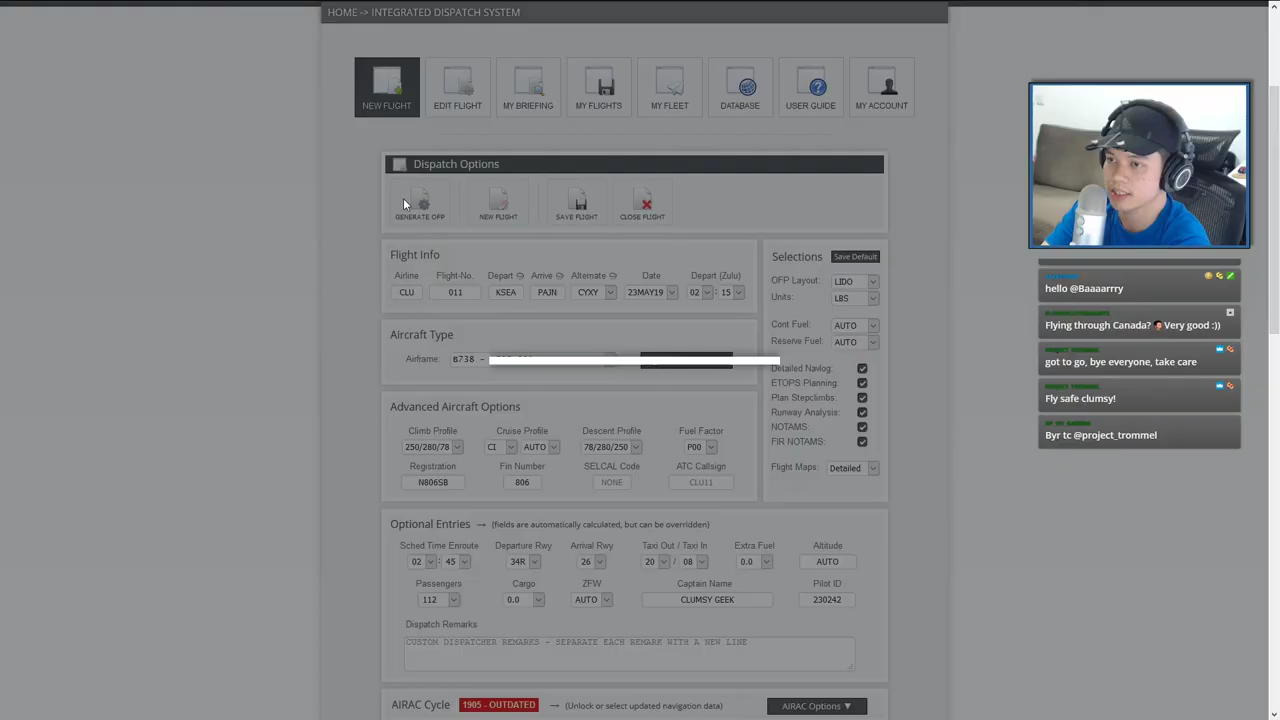 HOME -> INTEGRATED DISPATCH SYSTEM
NEW FLIGHT
EDIT FLIGHT
MY BRIEFING
MY FLIGHTS
MY FLEET
DATABASE
USER GUIDE
MY ACCOUNT
Dispatch Options
GENERATE OFP
NEW FLIGHT
SAVE FLIGHT
CLOSE FLIGHT
Flight Info
Airline Flight-No. Depart Arrive Alternate Date Depart (Zulu)
CLU 011 KSEA PAJN CYXY 23MAY19 02 : 15
Aircraft Type
Airframe: B738 -
Advanced Aircraft Options
Climb Profile Cruise Profile Descent Profile Fuel Factor
250/280/78 CI AUTO 78/280/250 P00
Registration Fin Number SELCAL Code ATC Callsign
N806SB 806 NONE CLU11
Selections Save Default
OFP Layout: LIDO
Units: LBS
Cont Fuel: AUTO
Reserve Fuel: AUTO
Detailed Navlog:
ETOPS Planning:
Plan Stepclimbs:
Runway Analysis:
NOTAMS:
FIR NOTAMS:
Flight Maps: Detailed
Optional Entries → (fields are automatically calculated, but can be overridden)
Sched Time Enroute Departure Rwy Arrival Rwy Taxi Out / Taxi In Extra Fuel Altitude
02 : 45 34R 26 20 / 08 0.0 AUTO
Passengers Cargo ZFW Captain Name Pilot ID
112 0.0 AUTO CLUMSY GEEK 230242
Dispatch Remarks
CUSTOM DISPATCHER REMARKS - SEPARATE EACH REMARK WITH A NEW LINE
AIRAC Cycle 1905 - OUTDATED → (Unlock or select updated navigation data) AIRAC Options ▼
hello @Baaaarrry
Flying through Canada? Very good :))
got to go, bye everyone, take care
Fly safe clumsy!
Byr tc @project_trommel